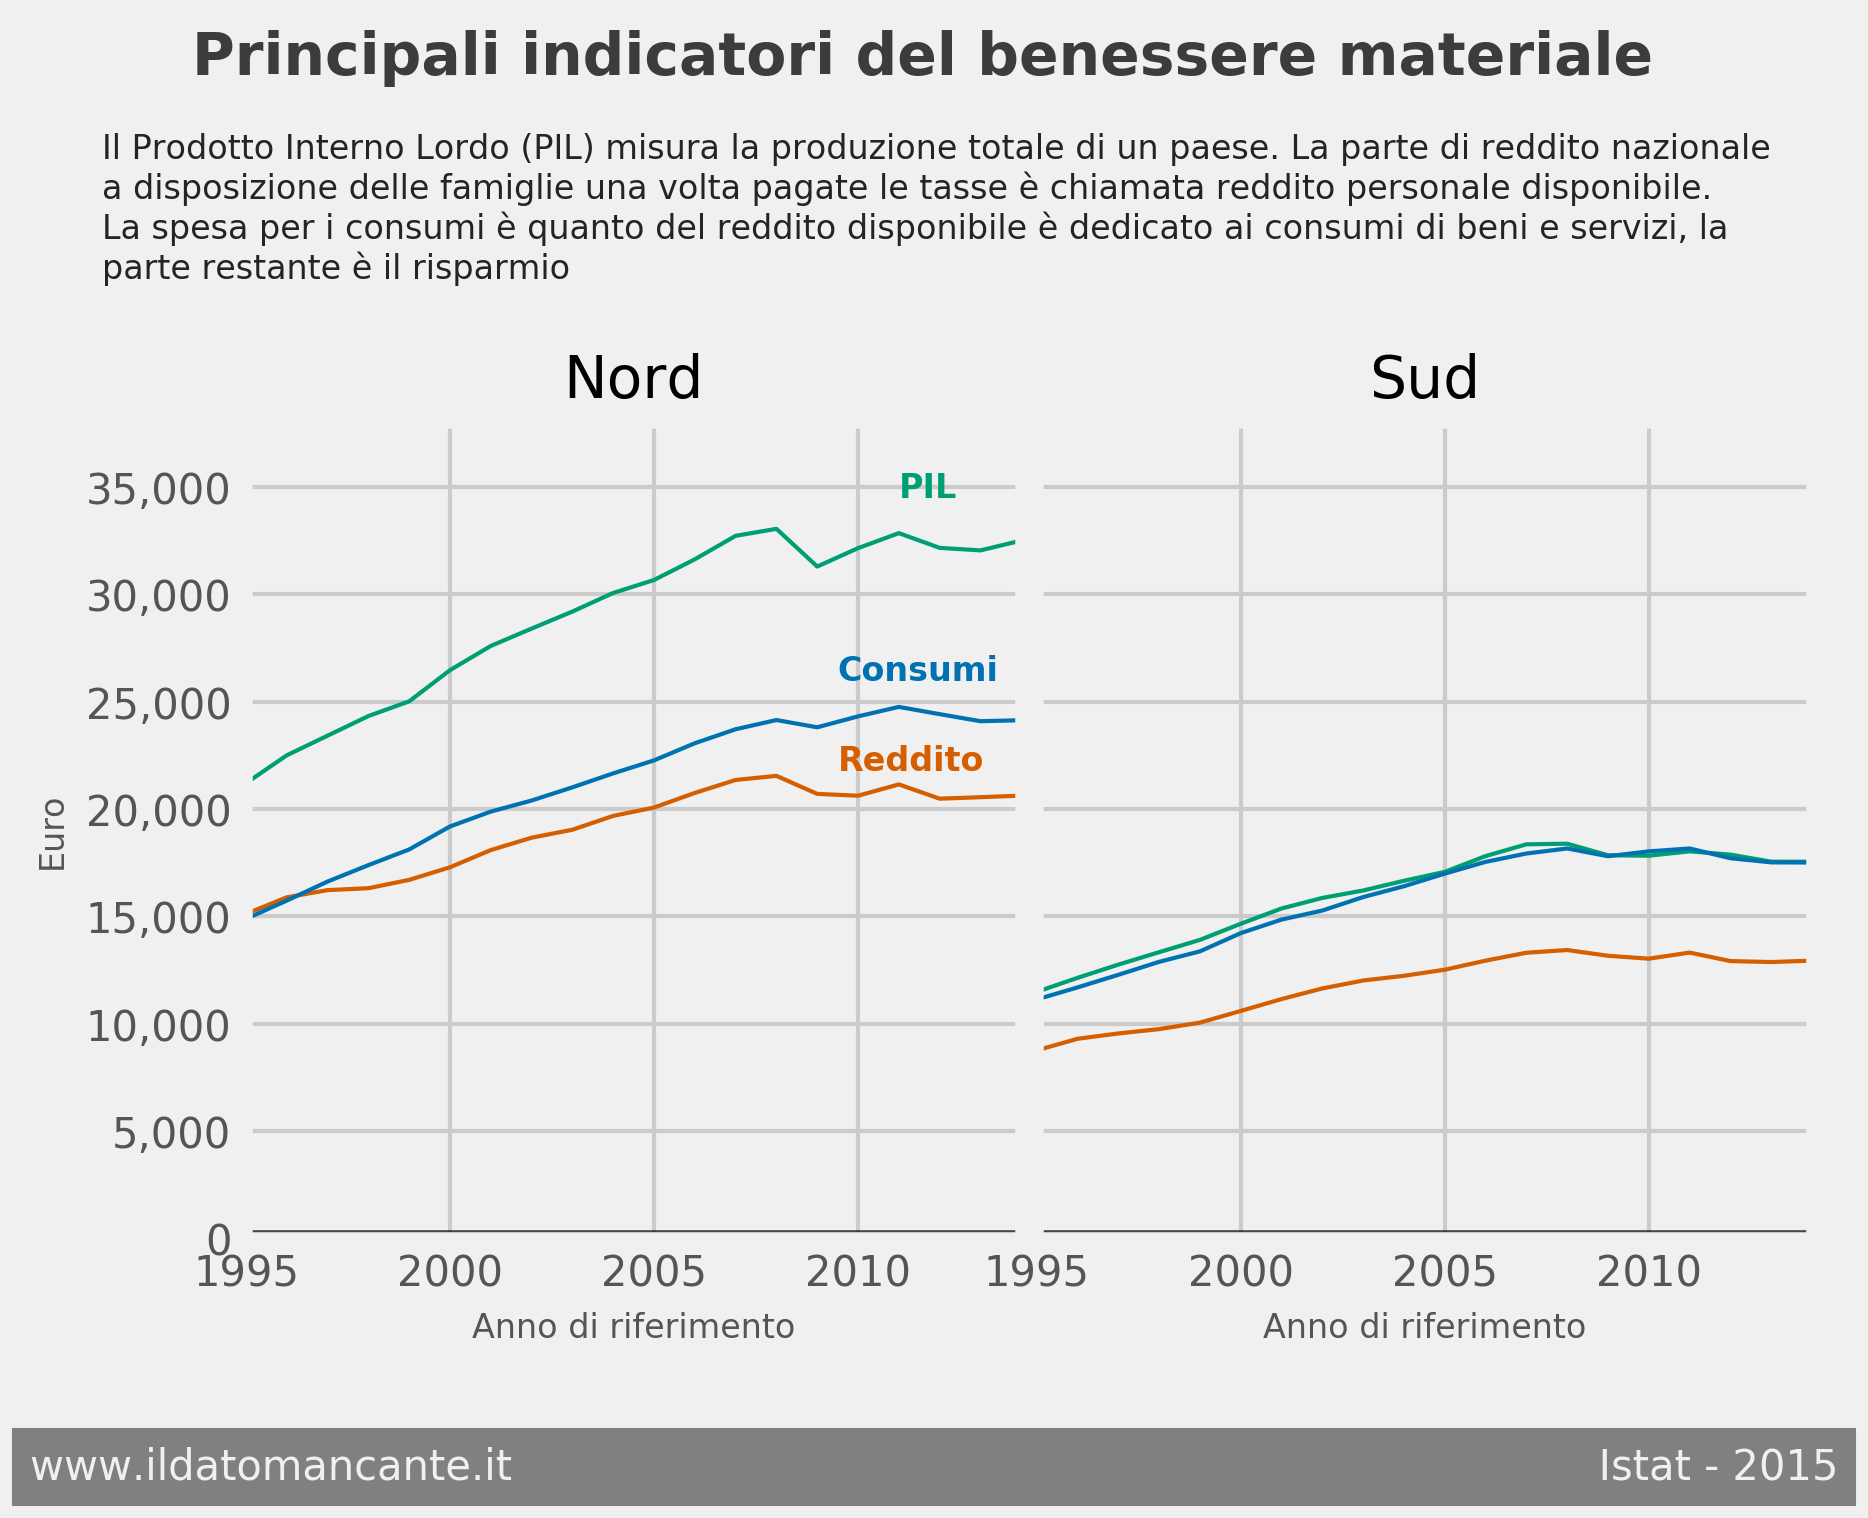 Principali indicatori del benessere materiale
Il Prodotto Interno Lordo (PIL) misura la produzione totale di un paese. La parte di reddito nazionale
a disposizione delle famiglie una volta pagate le tasse è chiamata reddito personale disponibile.
La spesa per i consumi è quanto del reddito disponibile è dedicato ai consumi di beni e servizi, la
parte restante è il risparmio
Nord
Sud
35,000
30,000
25,000
20,000
15,000
10,000
5,000
0
Euro
PIL
Consumi
Reddito
1995 2000 2005 2010
1995 2000 2005 2010
Anno di riferimento
Anno di riferimento
www.ildatomancante.it
Istat - 2015